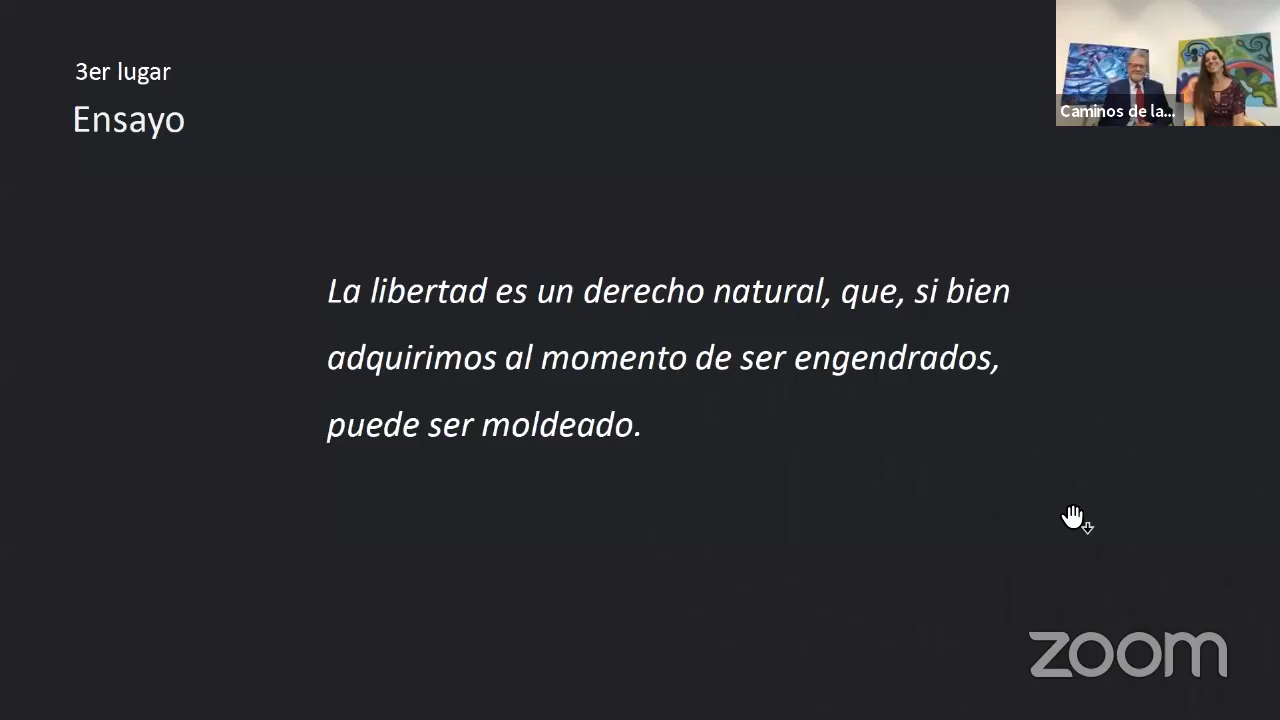 3er lugar
Ensayo
Caminos de la...
La libertad es un derecho natural, que, si bien
adquirimos al momento de ser engendrados,
puede ser moldeado.
zoom